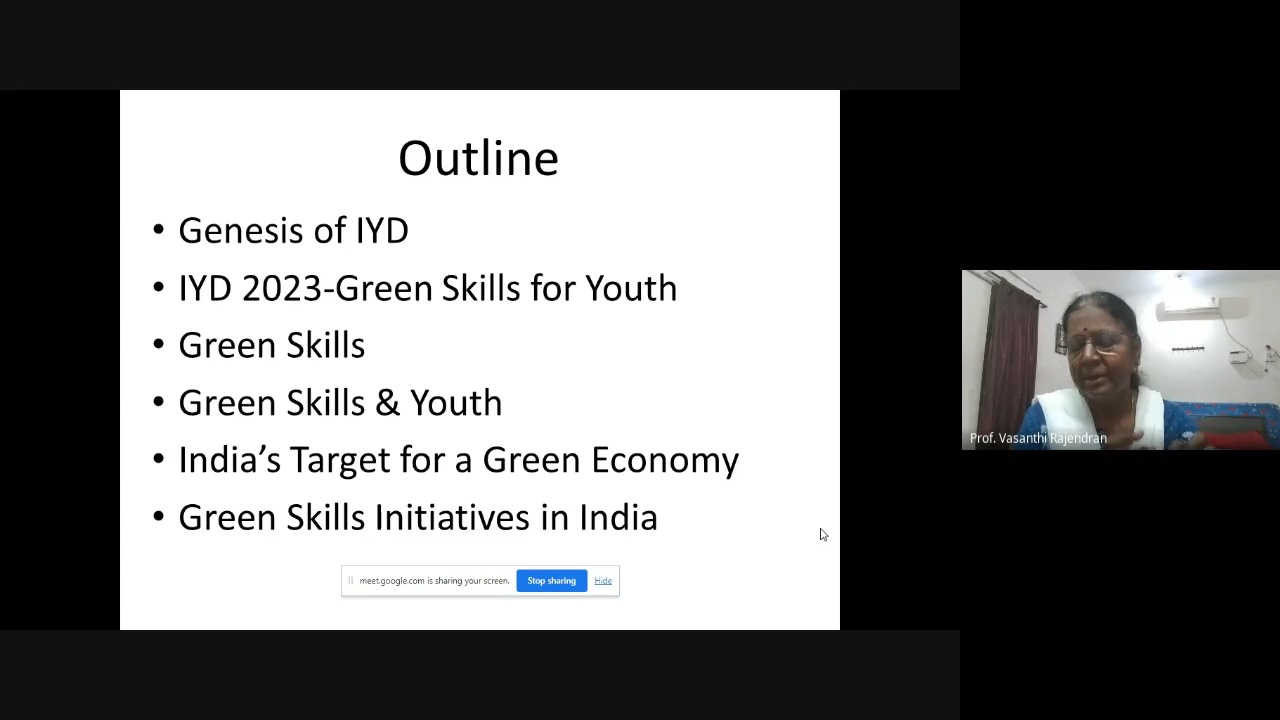 Outline
• Genesis of IYD
• IYD 2023-Green Skills for Youth
• Green Skills
• Green Skills & Youth
• India’s Target for a Green Economy
• Green Skills Initiatives in India
meet.google.com is sharing your screen. Stop sharing Hide
Prof. Vasanthi Rajendran